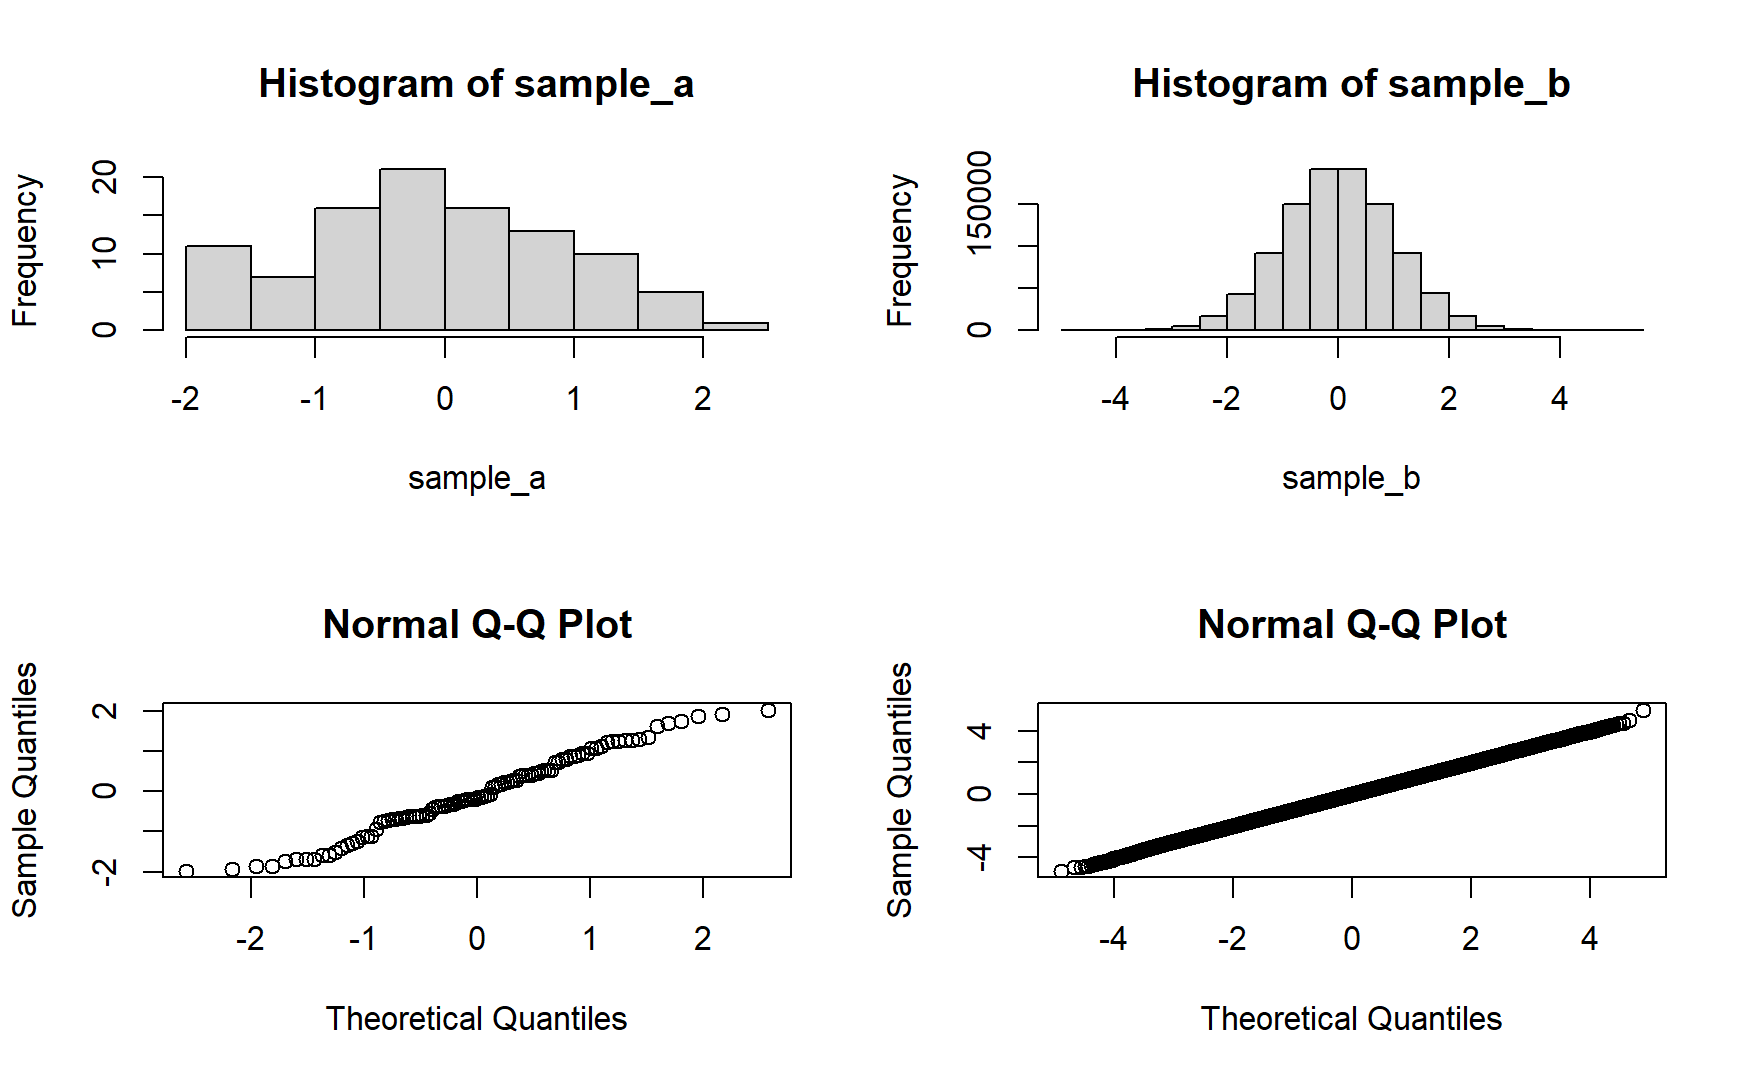 Histogram of sample_a
Frequency
0 10 20
-2 -1 0 1 2
sample_a
Histogram of sample_b
Frequency
0 150000
-4 -2 0 2 4
sample_b
Normal Q-Q Plot
Sample Quantiles
-2 0 2
-2 -1 0 1 2
Theoretical Quantiles
Normal Q-Q Plot
Sample Quantiles
-4 0 4
-4 -2 0 2 4
Theoretical Quantiles